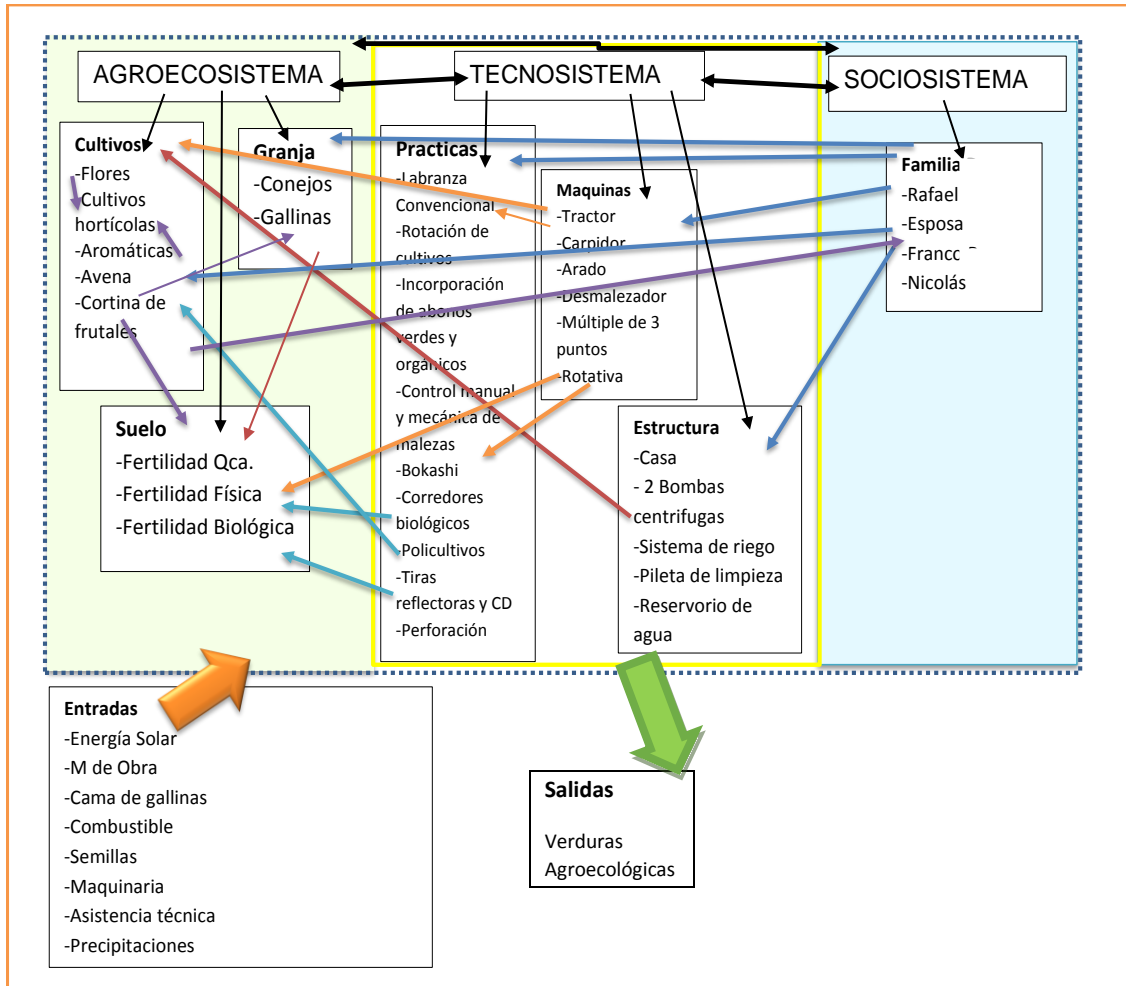 AGROECOSISTEMA
TECNOSISTEMA
SOCIOSISTEMA
Cultivos
-Flores
-Cultivos
hortícolas
-Aromáticas
-Avena
-Cortina de
frutales
Granja
-Conejos
-Gallinas
Suelo
-Fertilidad Qca.
-Fertilidad Física
-Fertilidad Biológica
Practicas
-Labranza
Convencional
-Rotación de
cultivos
-Incorporación
de abonos
verdes y
orgánicos
-Control manual
y mecánica de
malezas
-Bokashi
-Corredores
biológicos
-Policultivos
-Tiras
reflectoras y CD
-Perforación
Maquinas
-Tractor
-Carpidor
-Arado
-Desmalezador
-Múltiple de 3
puntos
-Rotativa
Estructura
-Casa
- 2 Bombas
centrifugas
-Sistema de riego
-Pileta de limpieza
-Reservorio de
agua
Familia
-Rafael
-Esposa
-Nicolás
Entradas
-Energía Solar
-M de Obra
-Cama de gallinas
-Combustible
-Semillas
-Maquinaria
-Asistencia técnica
-Precipitaciones
Salidas
Verduras
Agroecológicas